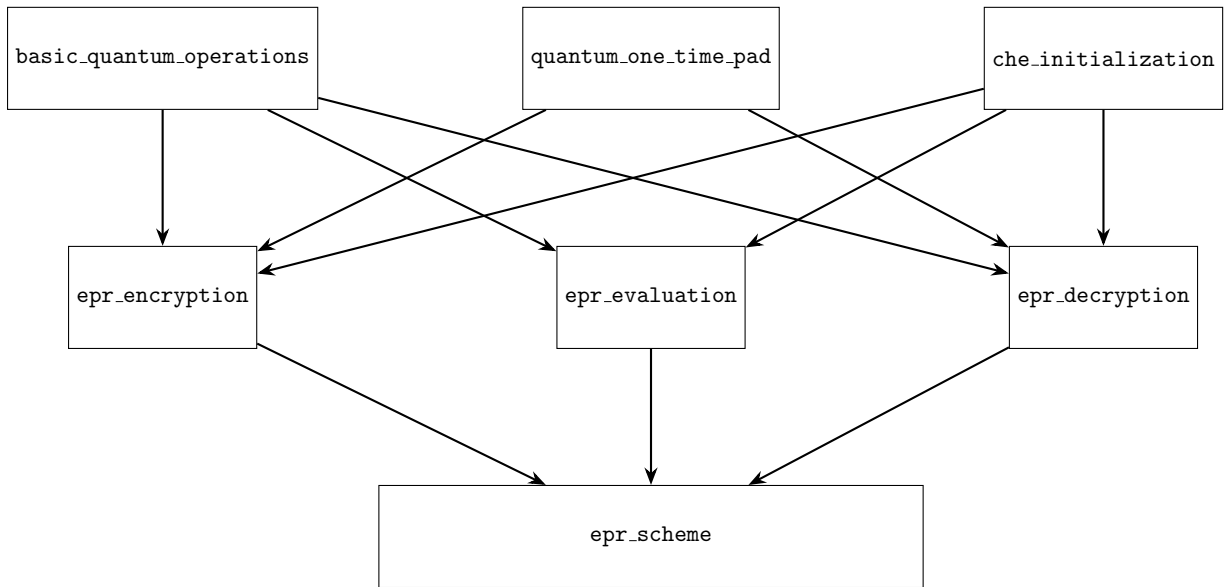 basic_quantum_operations
quantum_one_time_pad
che_initialization
epr_encryption
epr_evaluation
epr_decryption
epr_scheme